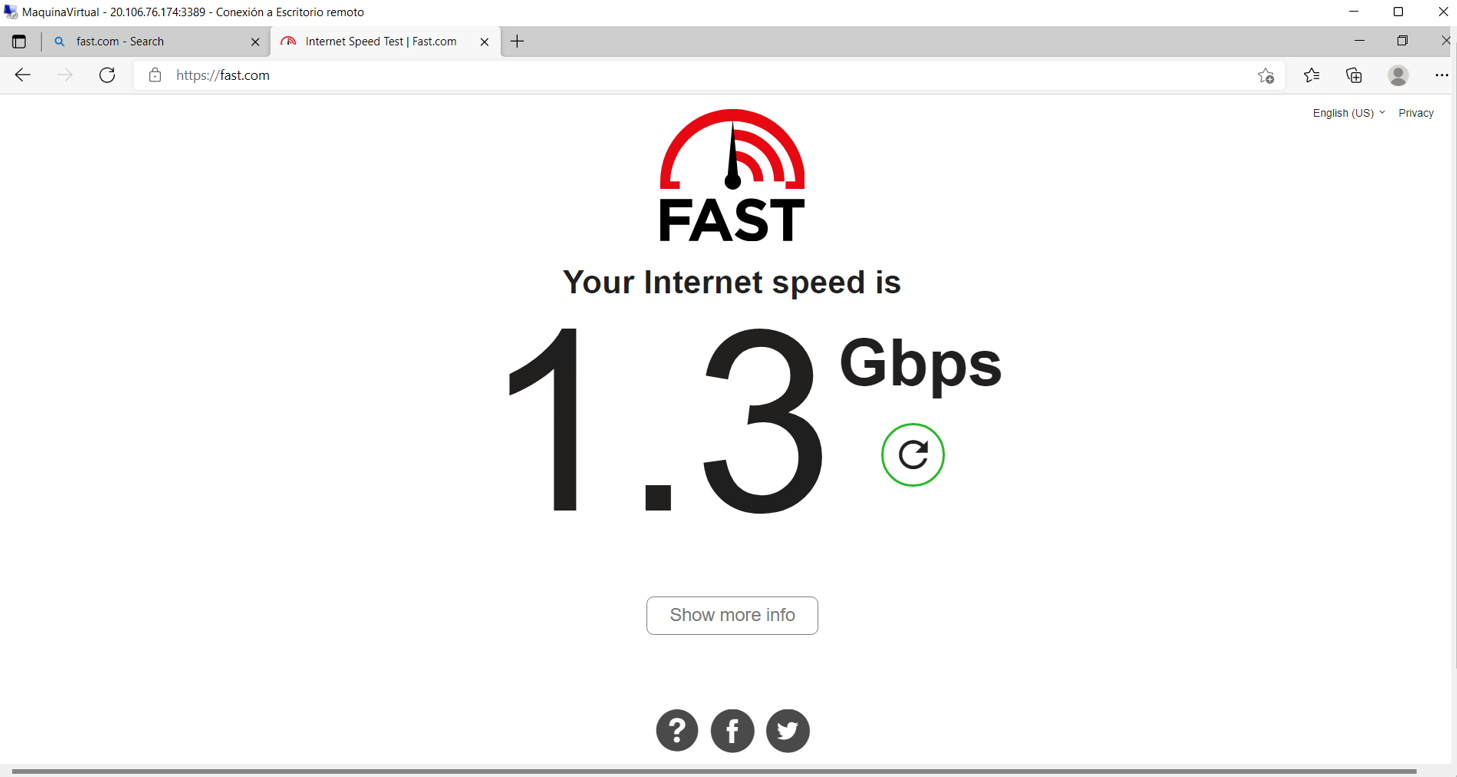 MaquinaVirtual - 20.106.76.174:3389 - Conexión a Escritorio remoto
fast.com - Search
Internet Speed Test | Fast.com
https://fast.com
English (US)
Privacy
FAST
Your Internet speed is
1.3 Gbps
Show more info